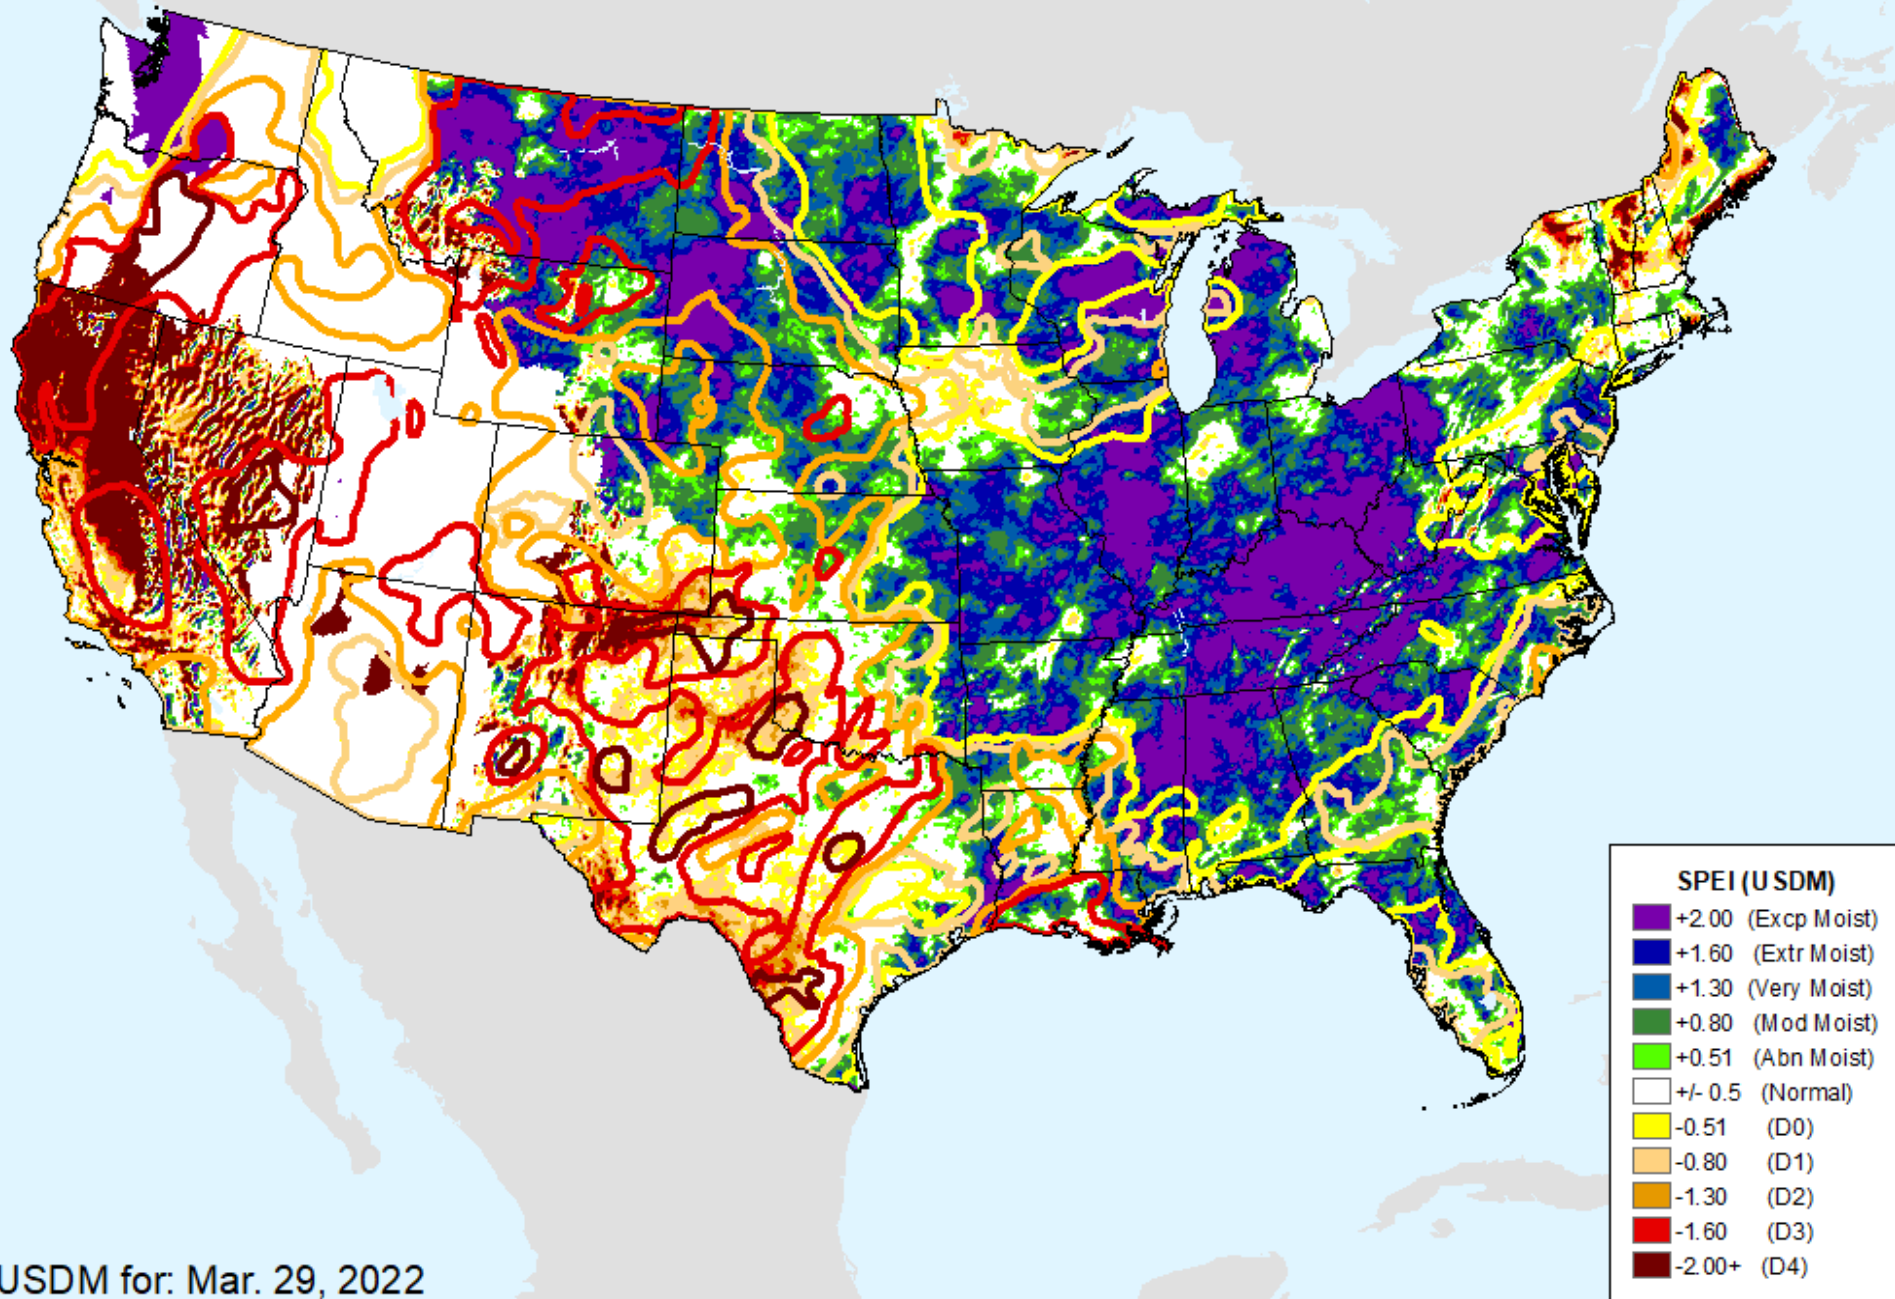 SPEI (USDM)
+2.00 (Excp Moist)
+1.60 (Extr Moist)
+1.30 (Very Moist)
+0.80 (Mod Moist)
+0.51 (Abn Moist)
+/- 0.5 (Normal)
-0.51 (D0)
-0.80 (D1)
-1.30 (D2)
-1.60 (D3)
-2.00+ (D4)
USDM for: Mar. 29, 2022